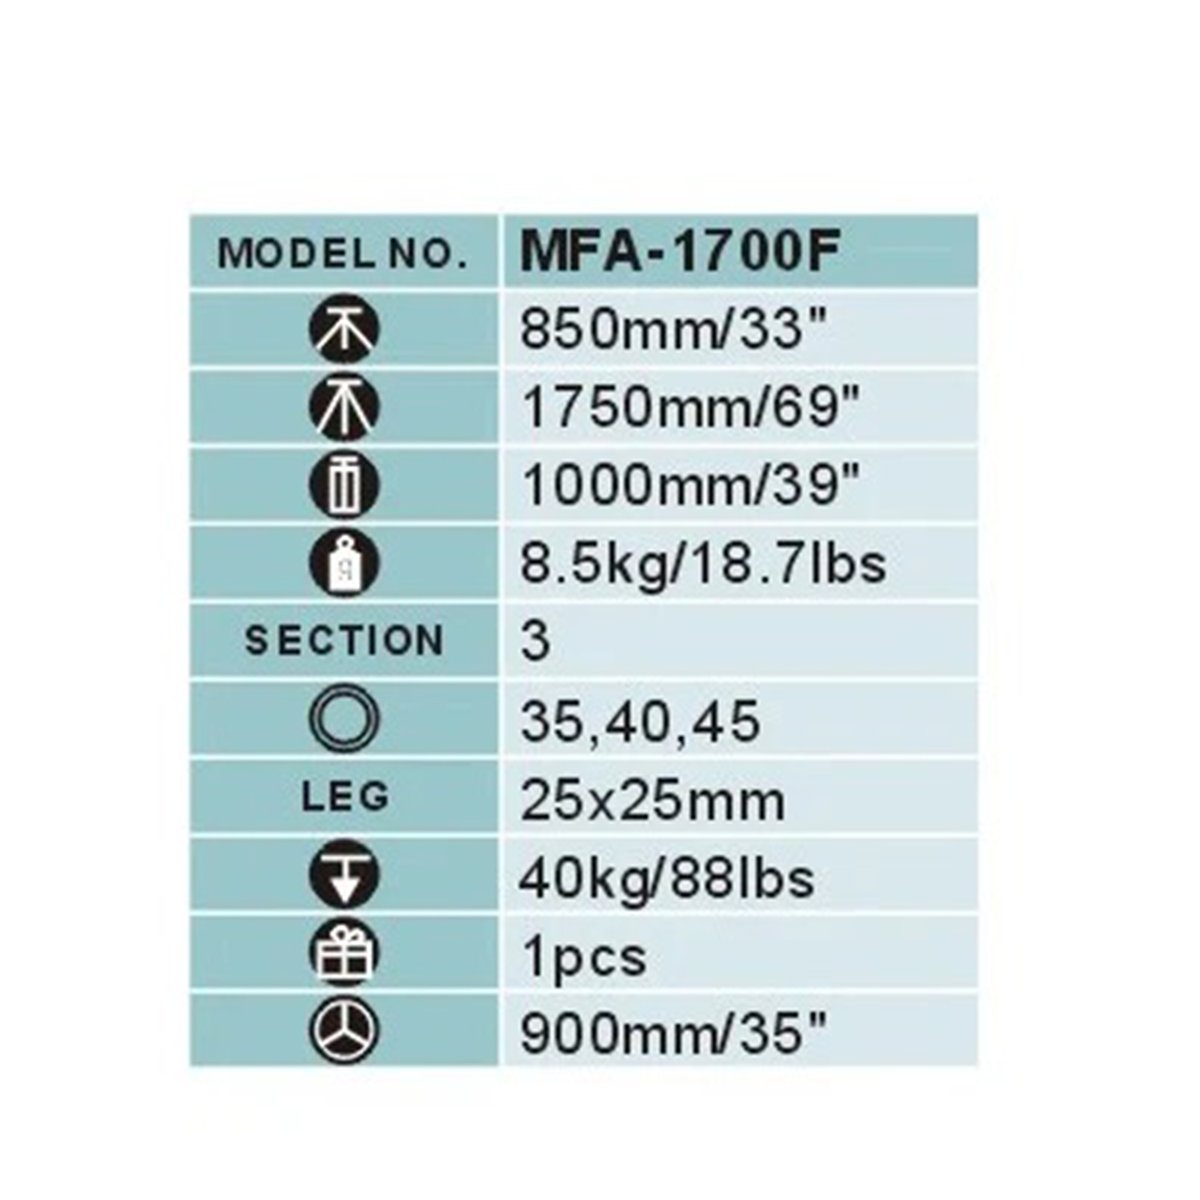 MODEL NO. MFA-1700F
850mm/33"
1750mm/69"
1000mm/39"
8.5kg/18.7lbs
SECTION 3
35,40,45
LEG 25x25mm
40kg/88lbs
1pcs
900mm/35"